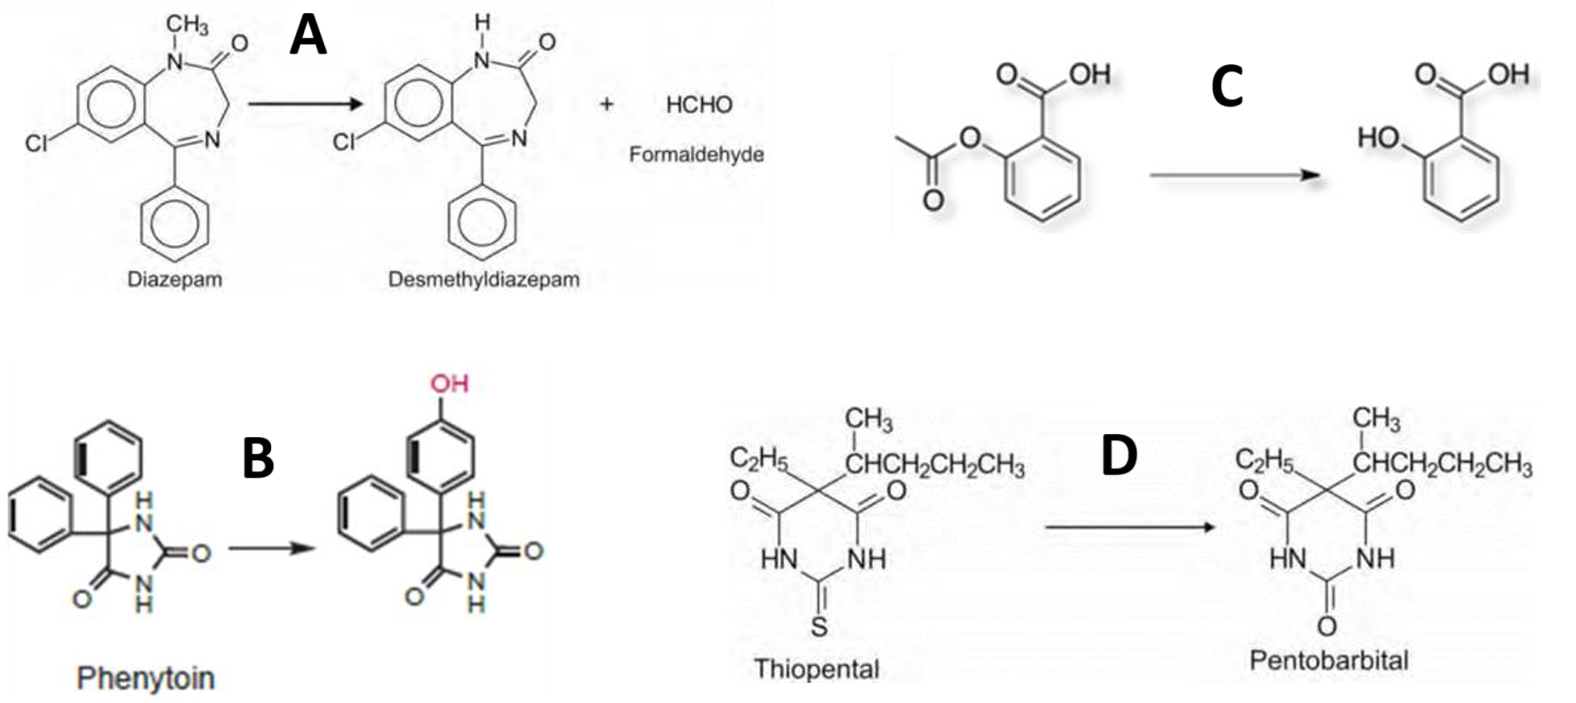 A
CH₃
N
O
N
Cl
Diazepam
H
N
O
N
Cl
Desmethyldiazepam
+
HCHO
Formaldehyde
C
O
OH
O
O
O
OH
HO
B
H
N
O
N
H
O
Phenytoin
OH
H
N
O
N
H
O
D
CH₃
C₂H₅
CHCH₂CH₂CH₃
O
O
HN
NH
S
Thiopental
CH₃
C₂H₅
CHCH₂CH₂CH₃
O
O
HN
NH
O
Pentobarbital